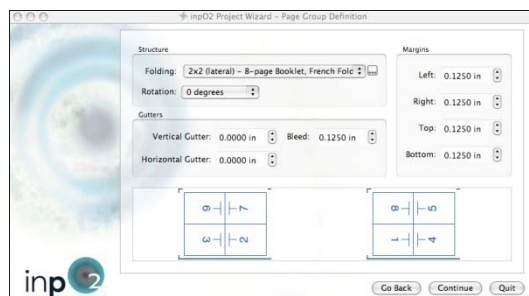 inpO2 Project Wizard – Page Group Definition
Structure
Folding: 2x2 (lateral) – 8-page Booklet, French Fold
Rotation: 0 degrees
Gutters
Vertical Gutter: 0.0000 in Bleed: 0.1250 in
Horizontal Gutter: 0.0000 in
Margins
Left: 0.1250 in
Right: 0.1250 in
Top: 0.1250 in
Bottom: 0.1250 in
6 7 8 5
3 2 1 4
inpO2
Go Back Continue Quit